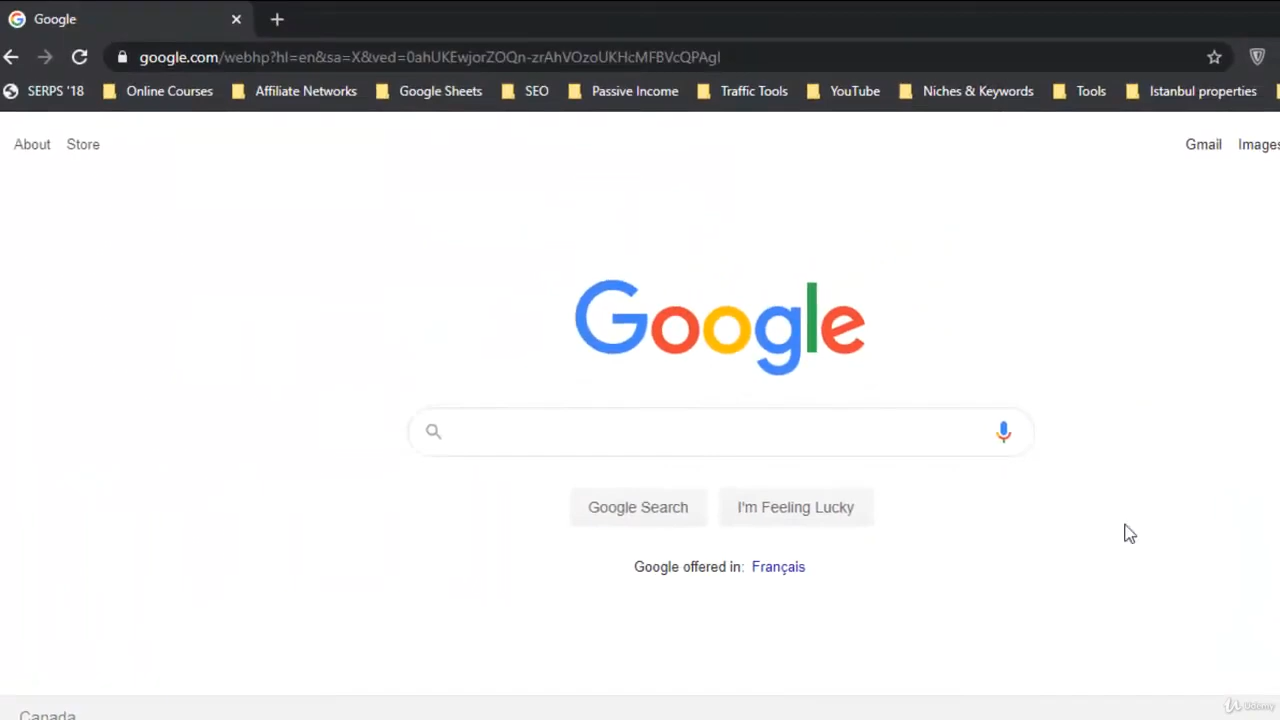 Google
google.com/webhp?hl=en&sa=X&ved=0ahUKEwjorZOQn-zrAhVOzoUKHcMFBVcQPAgI
SERPS '18 Online Courses Affiliate Networks Google Sheets SEO Passive Income Traffic Tools YouTube Niches & Keywords Tools Istanbul properties
About Store Gmail Images
Google
Google Search I'm Feeling Lucky
Google offered in: Français
Canada
Udemy